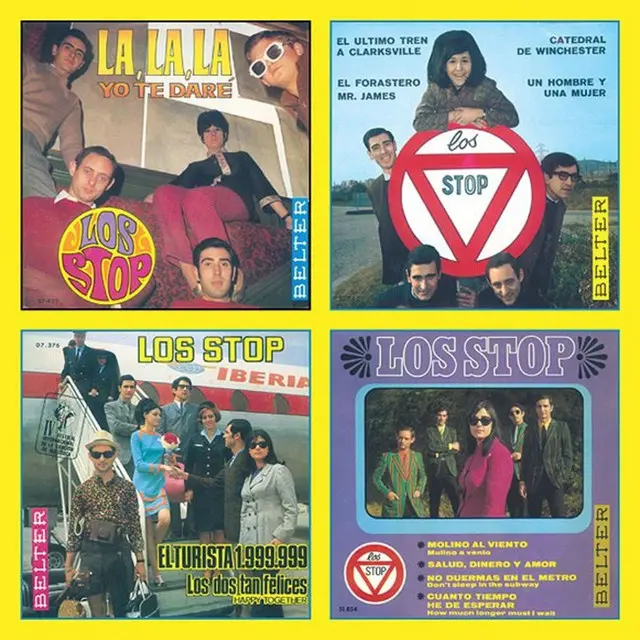 LA, LA, LA
YO TE DARÉ
LOS
STOP
BELTER
EL ULTIMO TREN
A CLARKSVILLE
CATEDRAL
DE WINCHESTER
EL FORASTERO
MR. JAMES
UN HOMBRE Y
UNA MUJER
los
STOP
BELTER
07.376
LOS STOP
IBERIA
IV
BELTER
EL TURISTA 1.999.999
Los dos tan felices
HAPPY TOGETHER
LOS STOP
MOLINO AL VIENTO
Mulino a vento
SALUD, DINERO Y AMOR
NO DUERMAS EN EL METRO
Don't sleep in the subway
CUANTO TIEMPO
HE DE ESPERAR
How much longer must I wait
los
STOP
BELTER
51.854